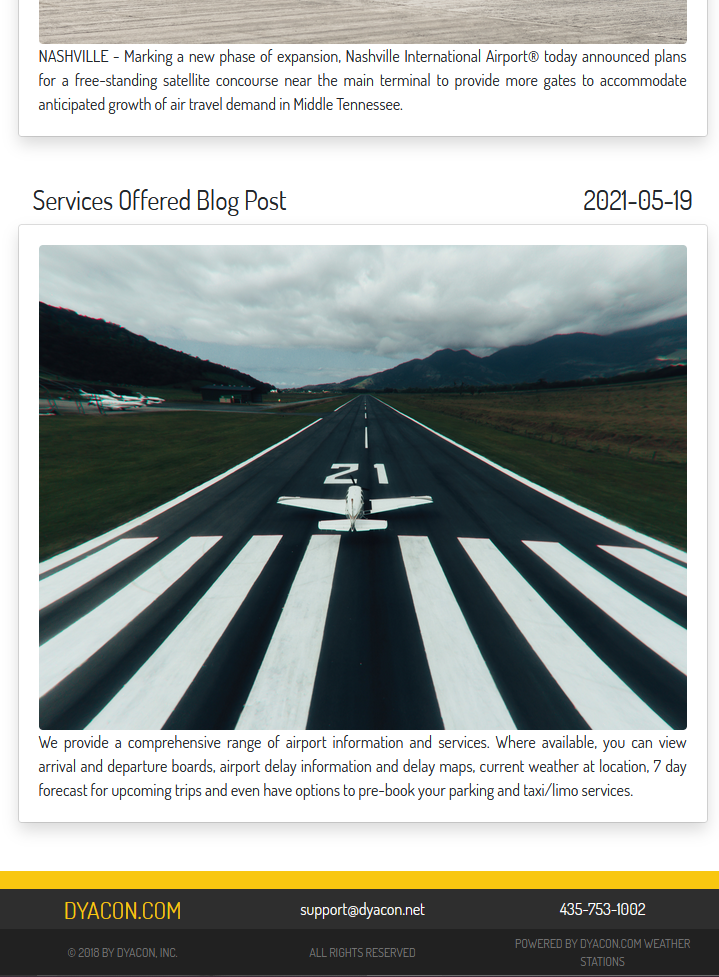 NASHVILLE – Marking a new phase of expansion, Nashville International Airport® today announced plans
for a free-standing satellite concourse near the main terminal to provide more gates to accommodate
anticipated growth of air travel demand in Middle Tennessee.
Services Offered Blog Post 2021-05-19
21
We provide a comprehensive range of airport information and services. Where available, you can view
arrival and departure boards, airport delay information and delay maps, current weather at location, 7 day
forecast for upcoming trips and even have options to pre-book your parking and taxi/limo services.
DYACON.COM support@dyacon.net 435-753-1002
© 2018 BY DYACON, INC. ALL RIGHTS RESERVED POWERED BY DYACON.COM WEATHER
STATIONS